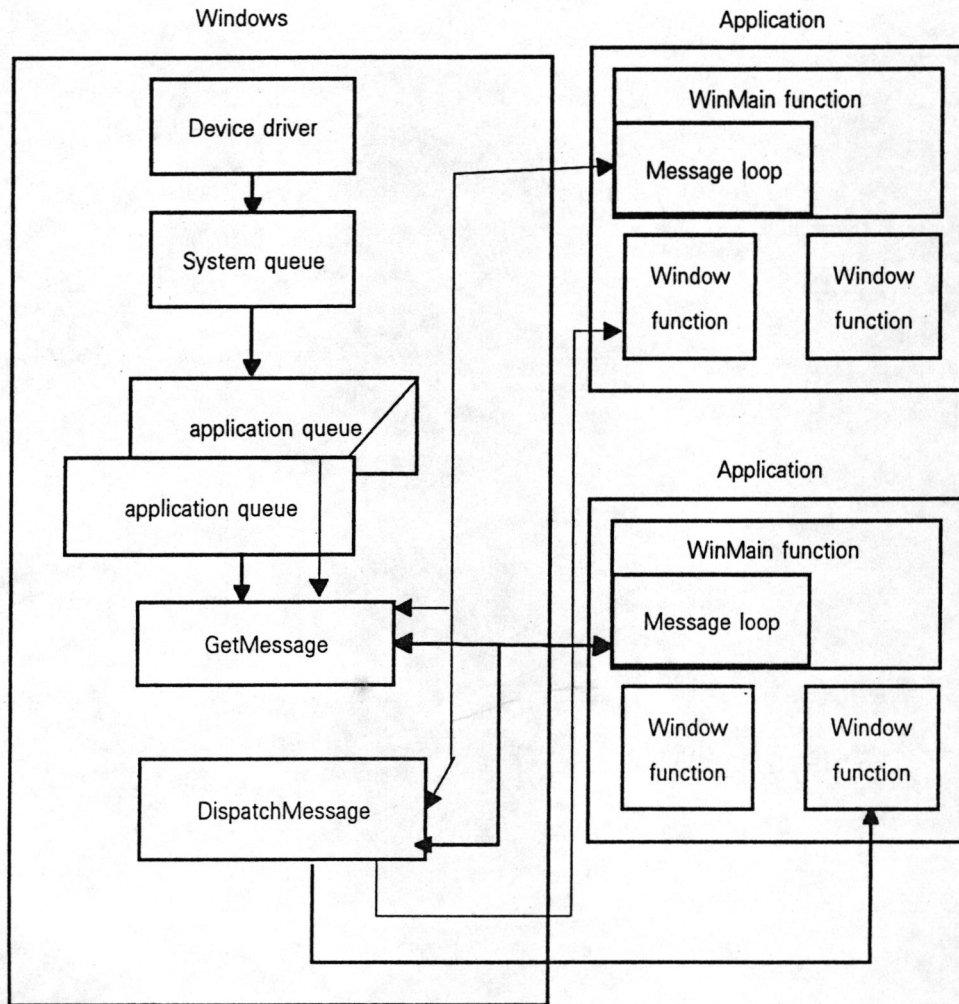 Windows
Device driver
System queue
application queue
application queue
GetMessage
DispatchMessage
Application
WinMain function
Message loop
Window
function
Window
function
Application
WinMain function
Message loop
Window
function
Window
function